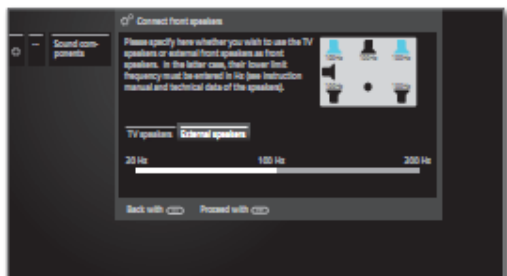 Connect front speakers
Sound com-
ponents
Please specify here whether you wish to use the TV
speakers or external front speakers as front
speakers. In the latter case, their lower limit
frequency must be entered in Hz (see instruction
manual and technical data of the speakers).
TV speakers External speakers
30 Hz 100 Hz 300 Hz
Back with Proceed with